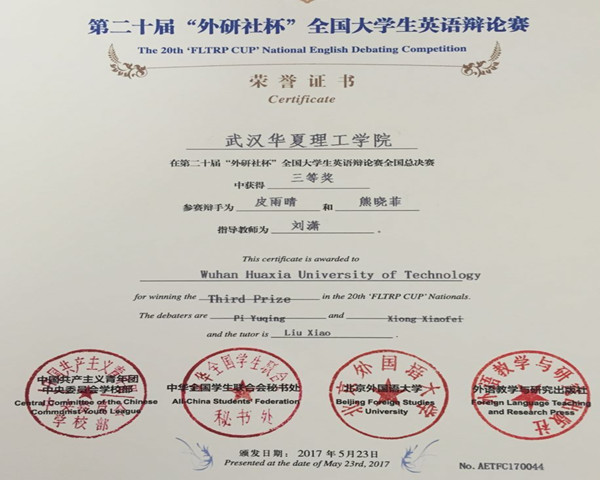 第二十届“外研社杯”全国大学生英语辩论赛
The 20th ‘FLTRP CUP’ National English Debating Competition
荣誉证书
Certificate
武汉华夏理工学院
在第二十届“外研社杯”全国大学生英语辩论赛全国总决赛
中获得 三等奖
参赛辩手为 皮雨晴 和 熊晓菲
指导教师为 刘潇 。
This certificate is awarded to
Wuhan Huaxia University of Technology
for winning the Third Prize in the 20th ‘FLTRP CUP’ Nationals.
The debaters are Pi Yuqing and Xiong Xiaofei
and the tutor is Liu Xiao .
中国共产主义青年团 中央委员会学校部 Central Committee of the Chinese Communist Youth League
中华全国学生联合会秘书处 All-China Students' Federation 秘书处
北京外国语大学 Beijing Foreign Studies University
外语教学与研究出版社 Foreign Language Teaching and Research Press
颁发日期：2017 年 5月23日
Presented at the date of May 23rd, 2017
No. AETFC170044